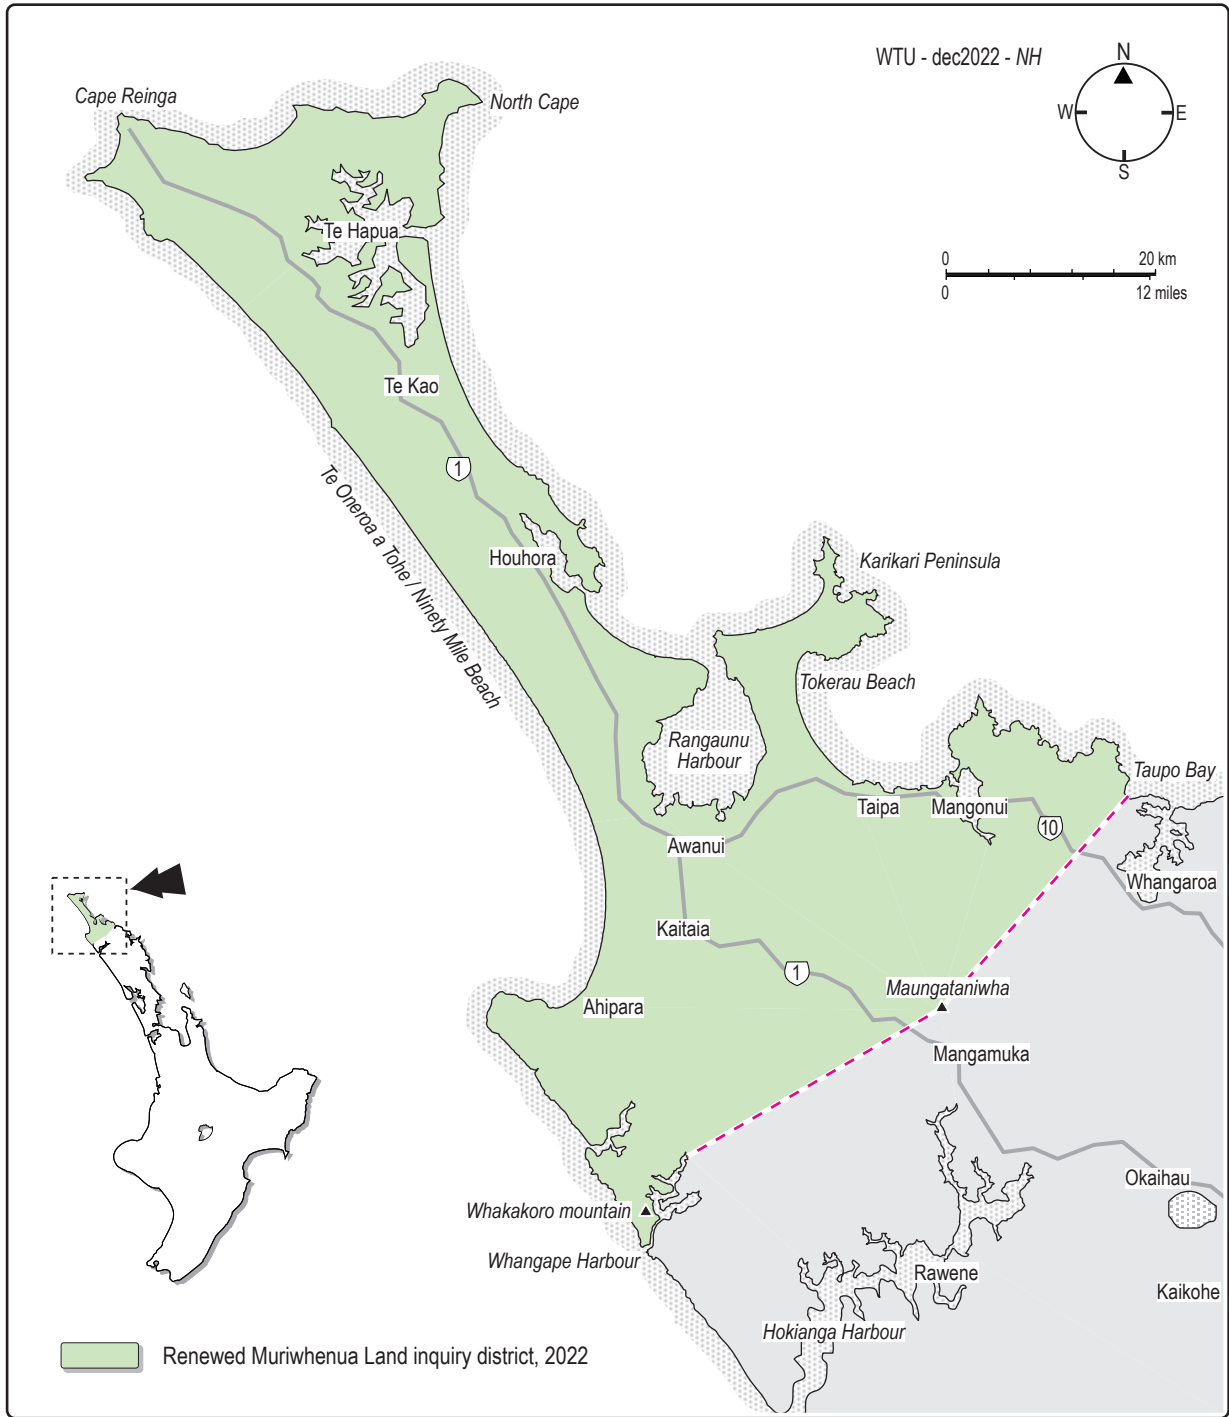 WTU - dec2022 - NH
N
W
E
S
Cape Reinga
North Cape
Te Hapua
0
20 km
0
12 miles
Te Kao
1
Te Oneroa a Tohe / Ninety Mile Beach
Houhora
Karikari Peninsula
Tokerau Beach
Rangaunu
Harbour
Taupo Bay
Taipa
Mangonui
10
Awanui
Whangaroa
Kaitaia
1
Maungataniwha
Ahipara
Mangamuka
Okaihau
Whakakoro mountain
Whangape Harbour
Rawene
Kaikohe
Hokianga Harbour
Renewed Muriwhenua Land inquiry district, 2022